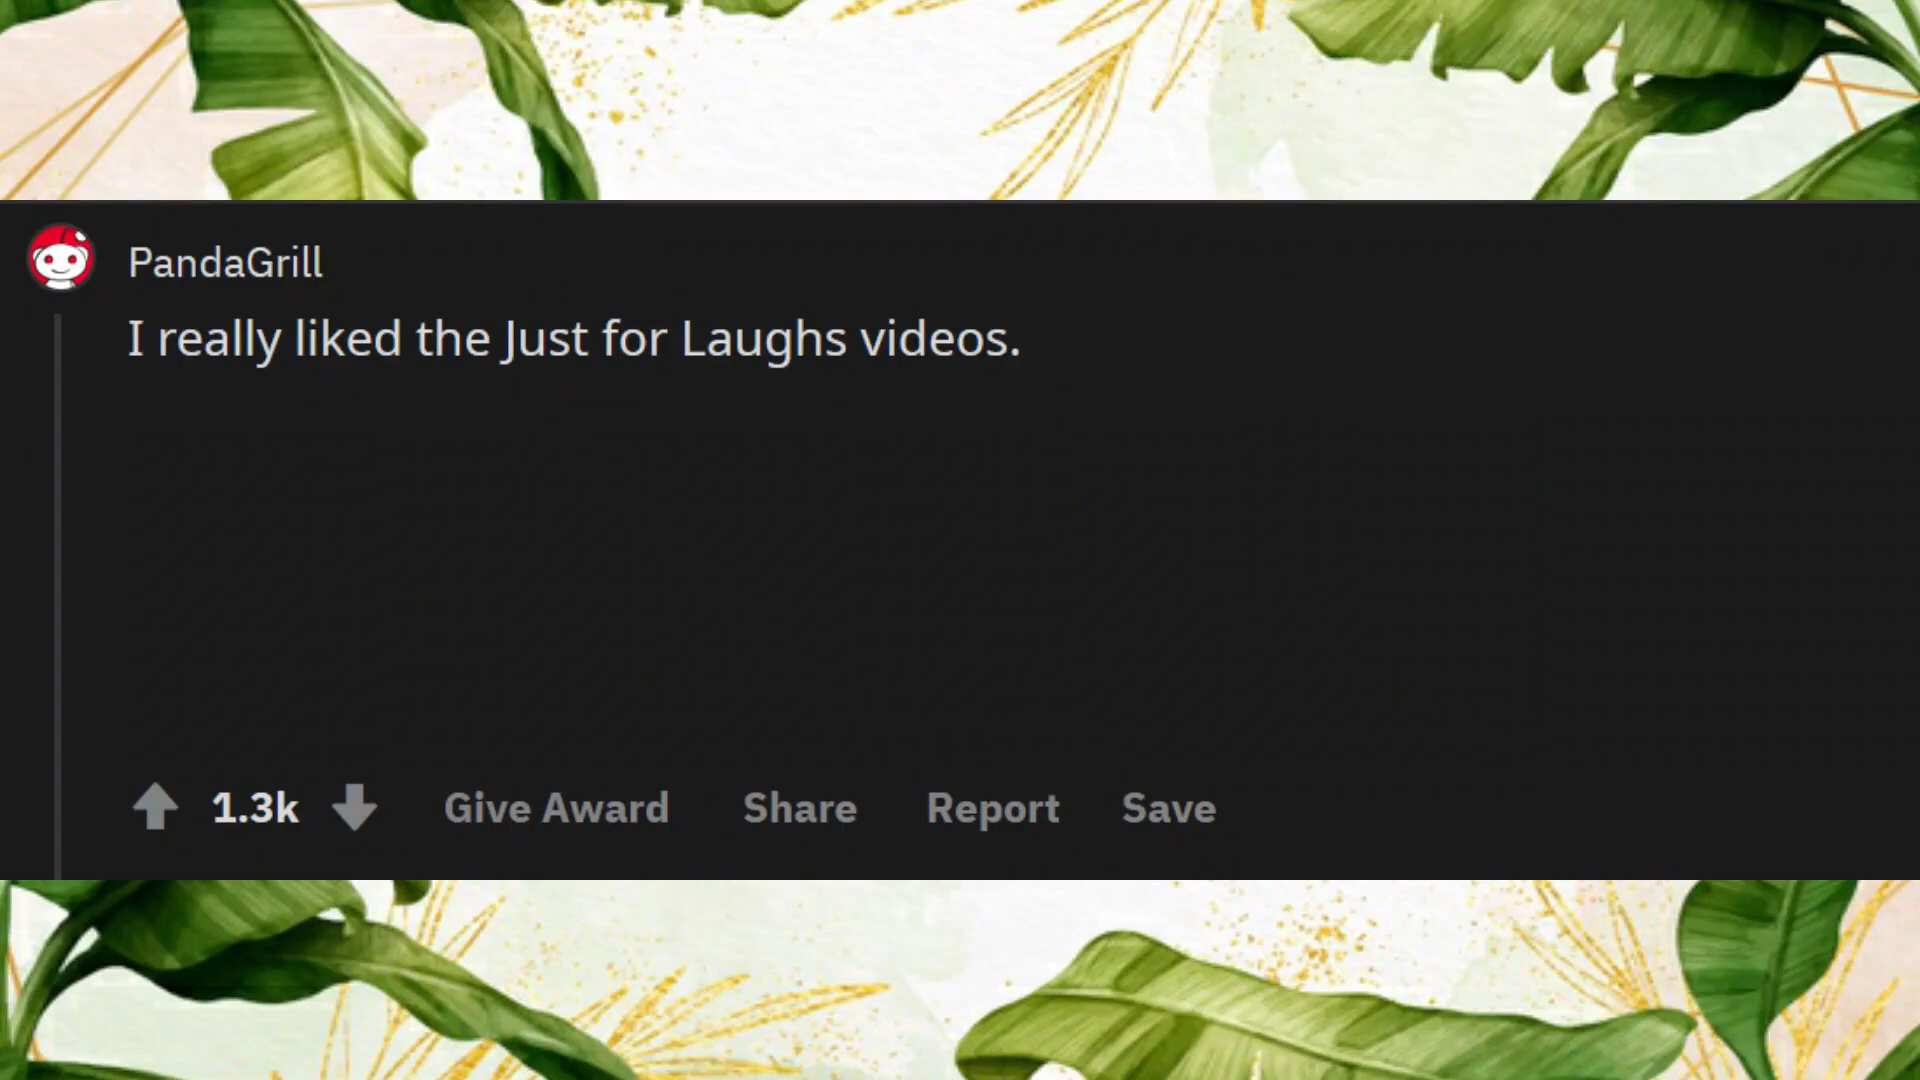 PandaGrill
I really liked the Just for Laughs videos.
1.3k Give Award Share Report Save